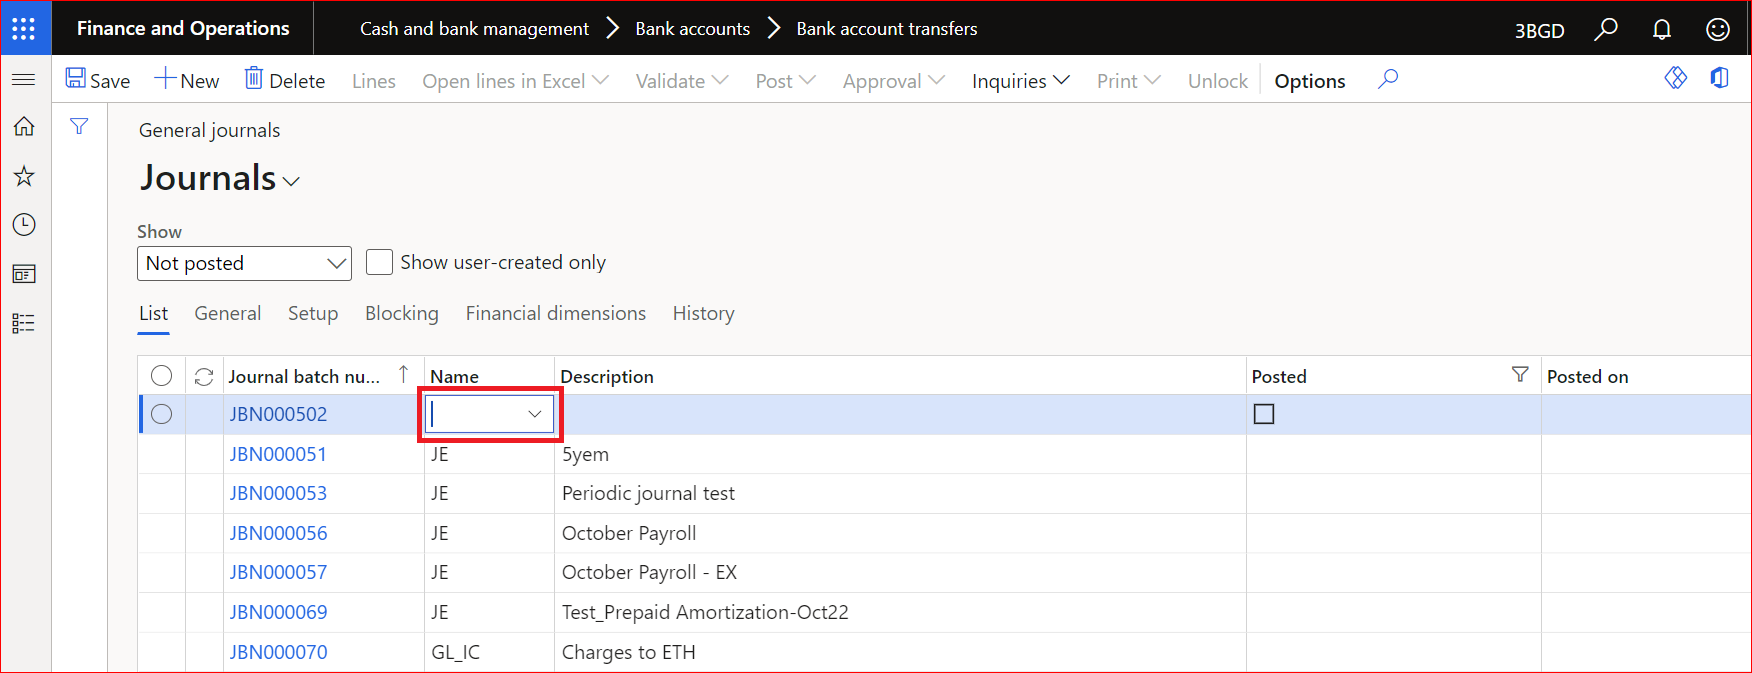 Finance and Operations Cash and bank management Bank accounts Bank account transfers 3BGD
Save New Delete Lines Open lines in Excel Validate Post Approval Inquiries Print Unlock Options
General journals
Journals
Show
Not posted Show user-created only
List General Setup Blocking Financial dimensions History
Journal batch nu... Name Description Posted Posted on
JBN000502
JBN000051 JE 5yem
JBN000053 JE Periodic journal test
JBN000056 JE October Payroll
JBN000057 JE October Payroll - EX
JBN000069 JE Test_Prepaid Amortization-Oct22
JBN000070 GL_IC Charges to ETH